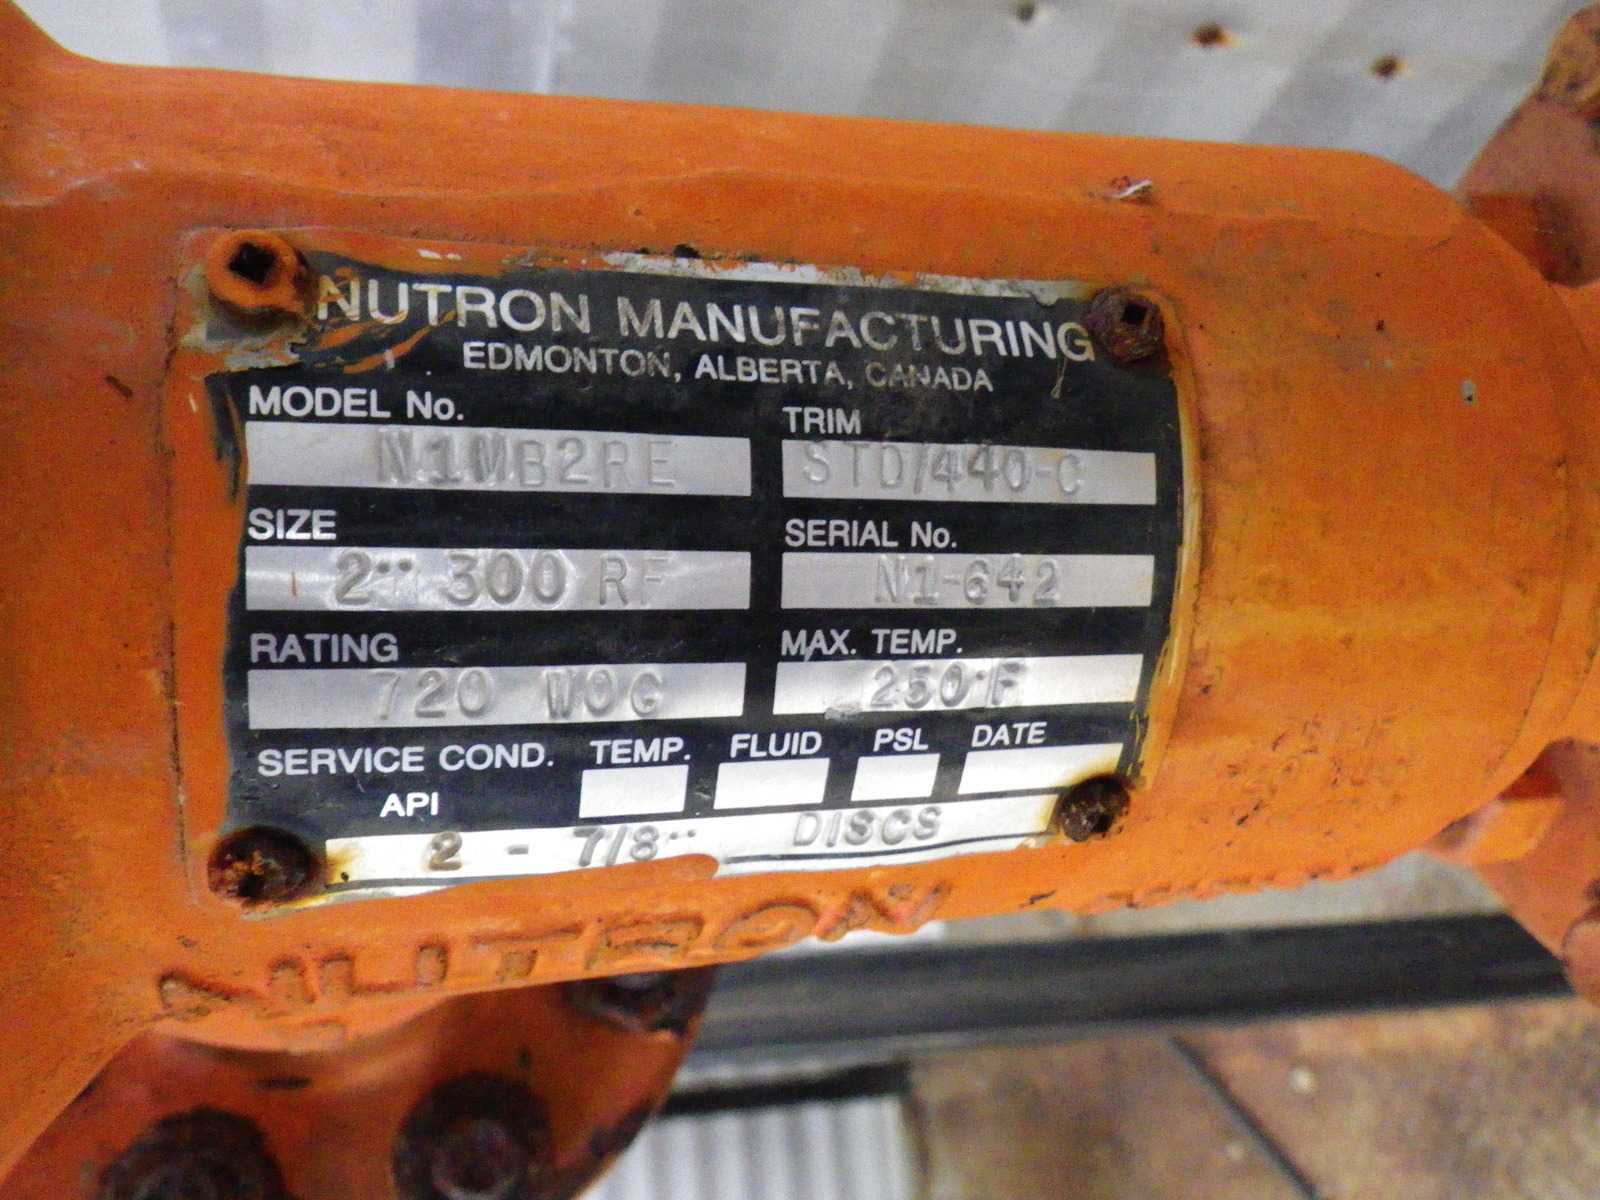 NUTRON MANUFACTURING
EDMONTON, ALBERTA, CANADA
MODEL No. TRIM
N1MB2RE STD/440-C
SIZE SERIAL No.
2" 300 RF N1-642
RATING MAX. TEMP.
720 WOG 250°F
SERVICE COND. TEMP. FLUID PSL DATE
API
2 - 7/8" DISCS
NUTRON